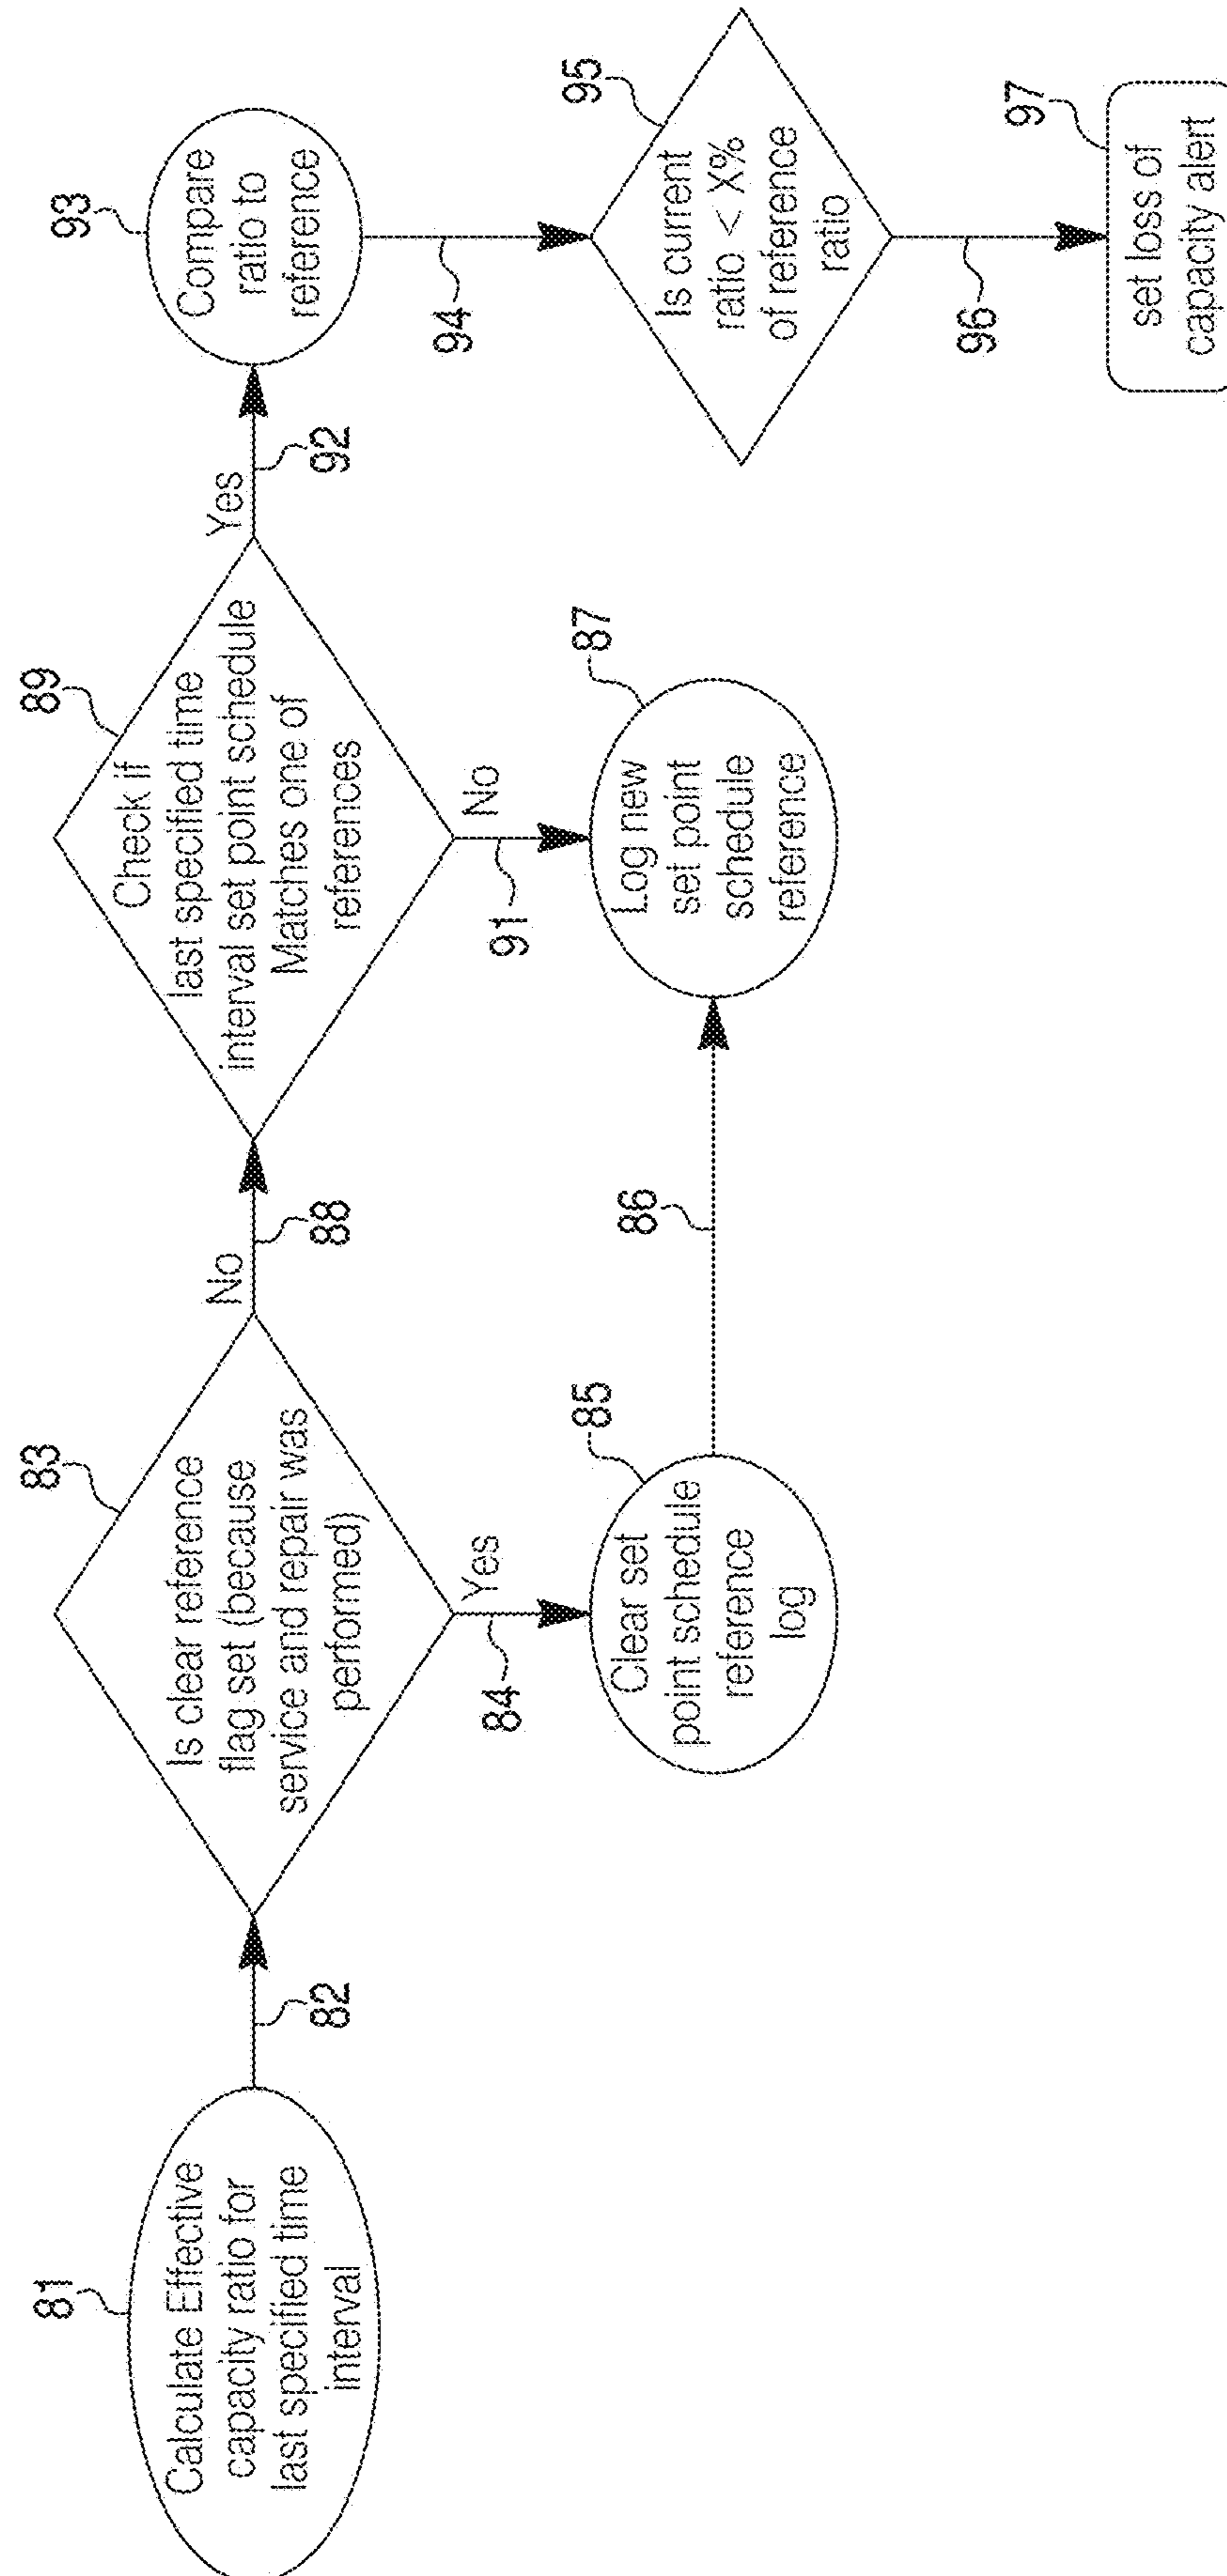 81
Calculate Effective
capacity ratio for
last specified time
interval
82
83
Is clear reference
flag set (because
service and repair was
performed)
Yes
84
85
Clear set
point schedule
reference
log
86
No
88
89
Check if
last specified time
interval set point schedule
Matches one of
references
No
91
87
Log new
set point
schedule
reference
Yes
92
93
Compare
ratio to
reference
94
95
Is current
ratio < X%
of reference
ratio
96
97
set loss of
capacity alert